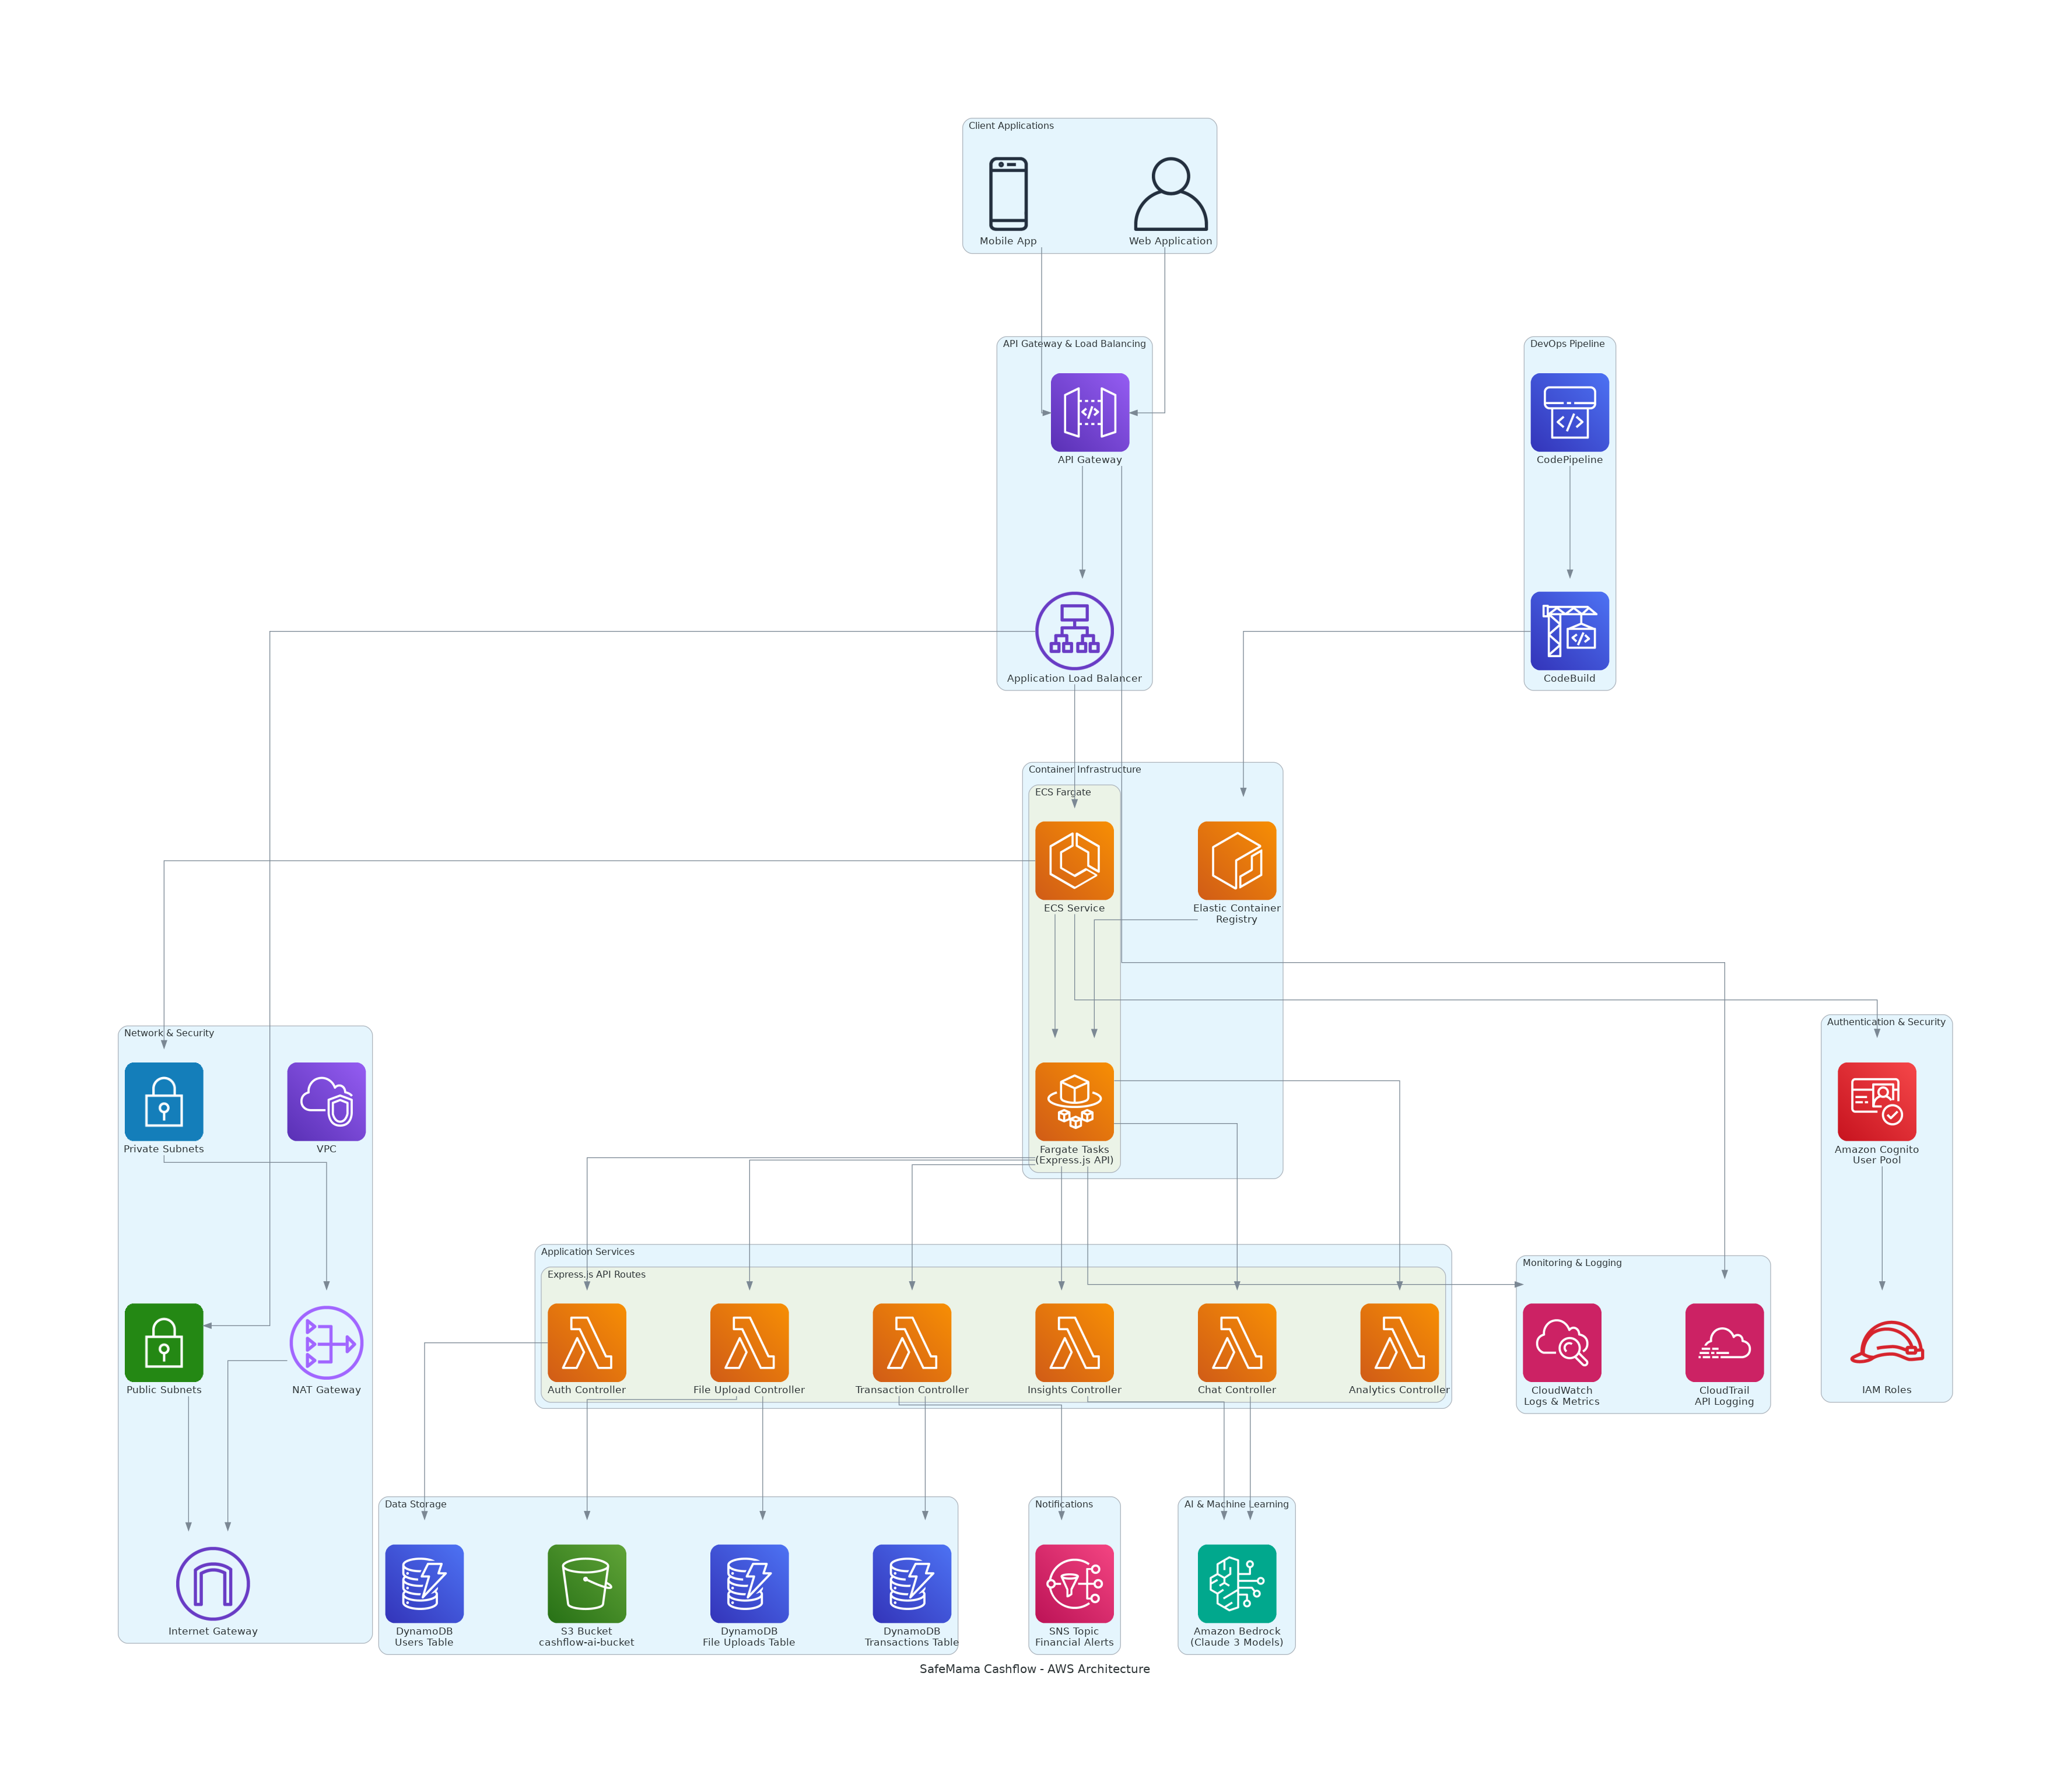 Client Applications
Mobile App
Web Application
API Gateway & Load Balancing
API Gateway
Application Load Balancer
DevOps Pipeline
CodePipeline
CodeBuild
Container Infrastructure
ECS Fargate
ECS Service
Elastic Container
Registry
Fargate Tasks
(Express.js API)
Network & Security
Private Subnets
VPC
Public Subnets
NAT Gateway
Internet Gateway
Authentication & Security
Amazon Cognito
User Pool
IAM Roles
Application Services
Express.js API Routes
Auth Controller
File Upload Controller
Transaction Controller
Insights Controller
Chat Controller
Analytics Controller
Monitoring & Logging
CloudWatch
Logs & Metrics
CloudTrail
API Logging
Data Storage
DynamoDB
Users Table
S3 Bucket
cashflow-ai-bucket
DynamoDB
File Uploads Table
DynamoDB
Transactions Table
Notifications
SNS Topic
Financial Alerts
AI & Machine Learning
Amazon Bedrock
(Claude 3 Models)
SafeMama Cashflow - AWS Architecture